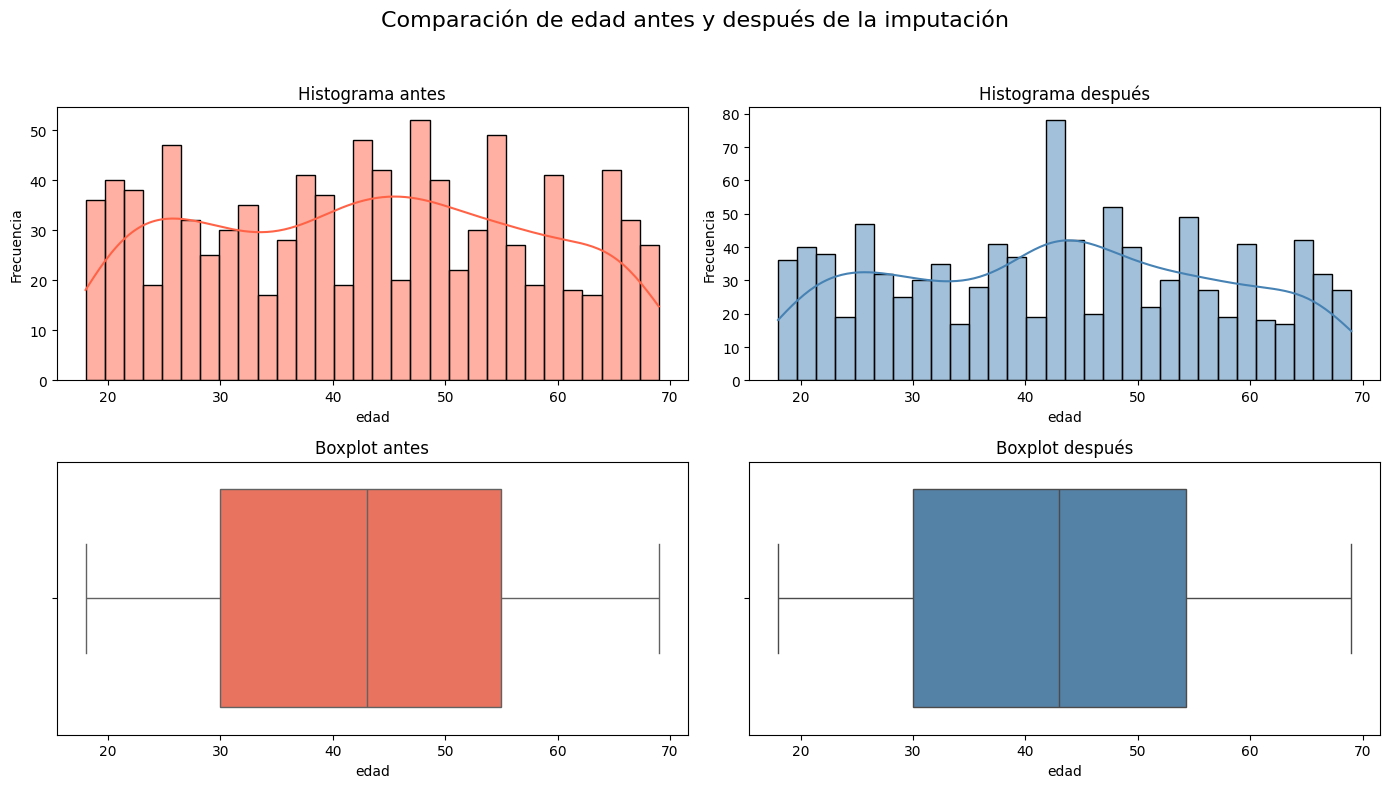 Comparación de edad antes y después de la imputación
Histograma antes
Frecuencia
50
40
30
20
10
0
20 30 40 50 60 70
edad
Histograma después
Frecuencia
80
70
60
50
40
30
20
10
0
20 30 40 50 60 70
edad
Boxplot antes
20 30 40 50 60 70
edad
Boxplot después
20 30 40 50 60 70
edad